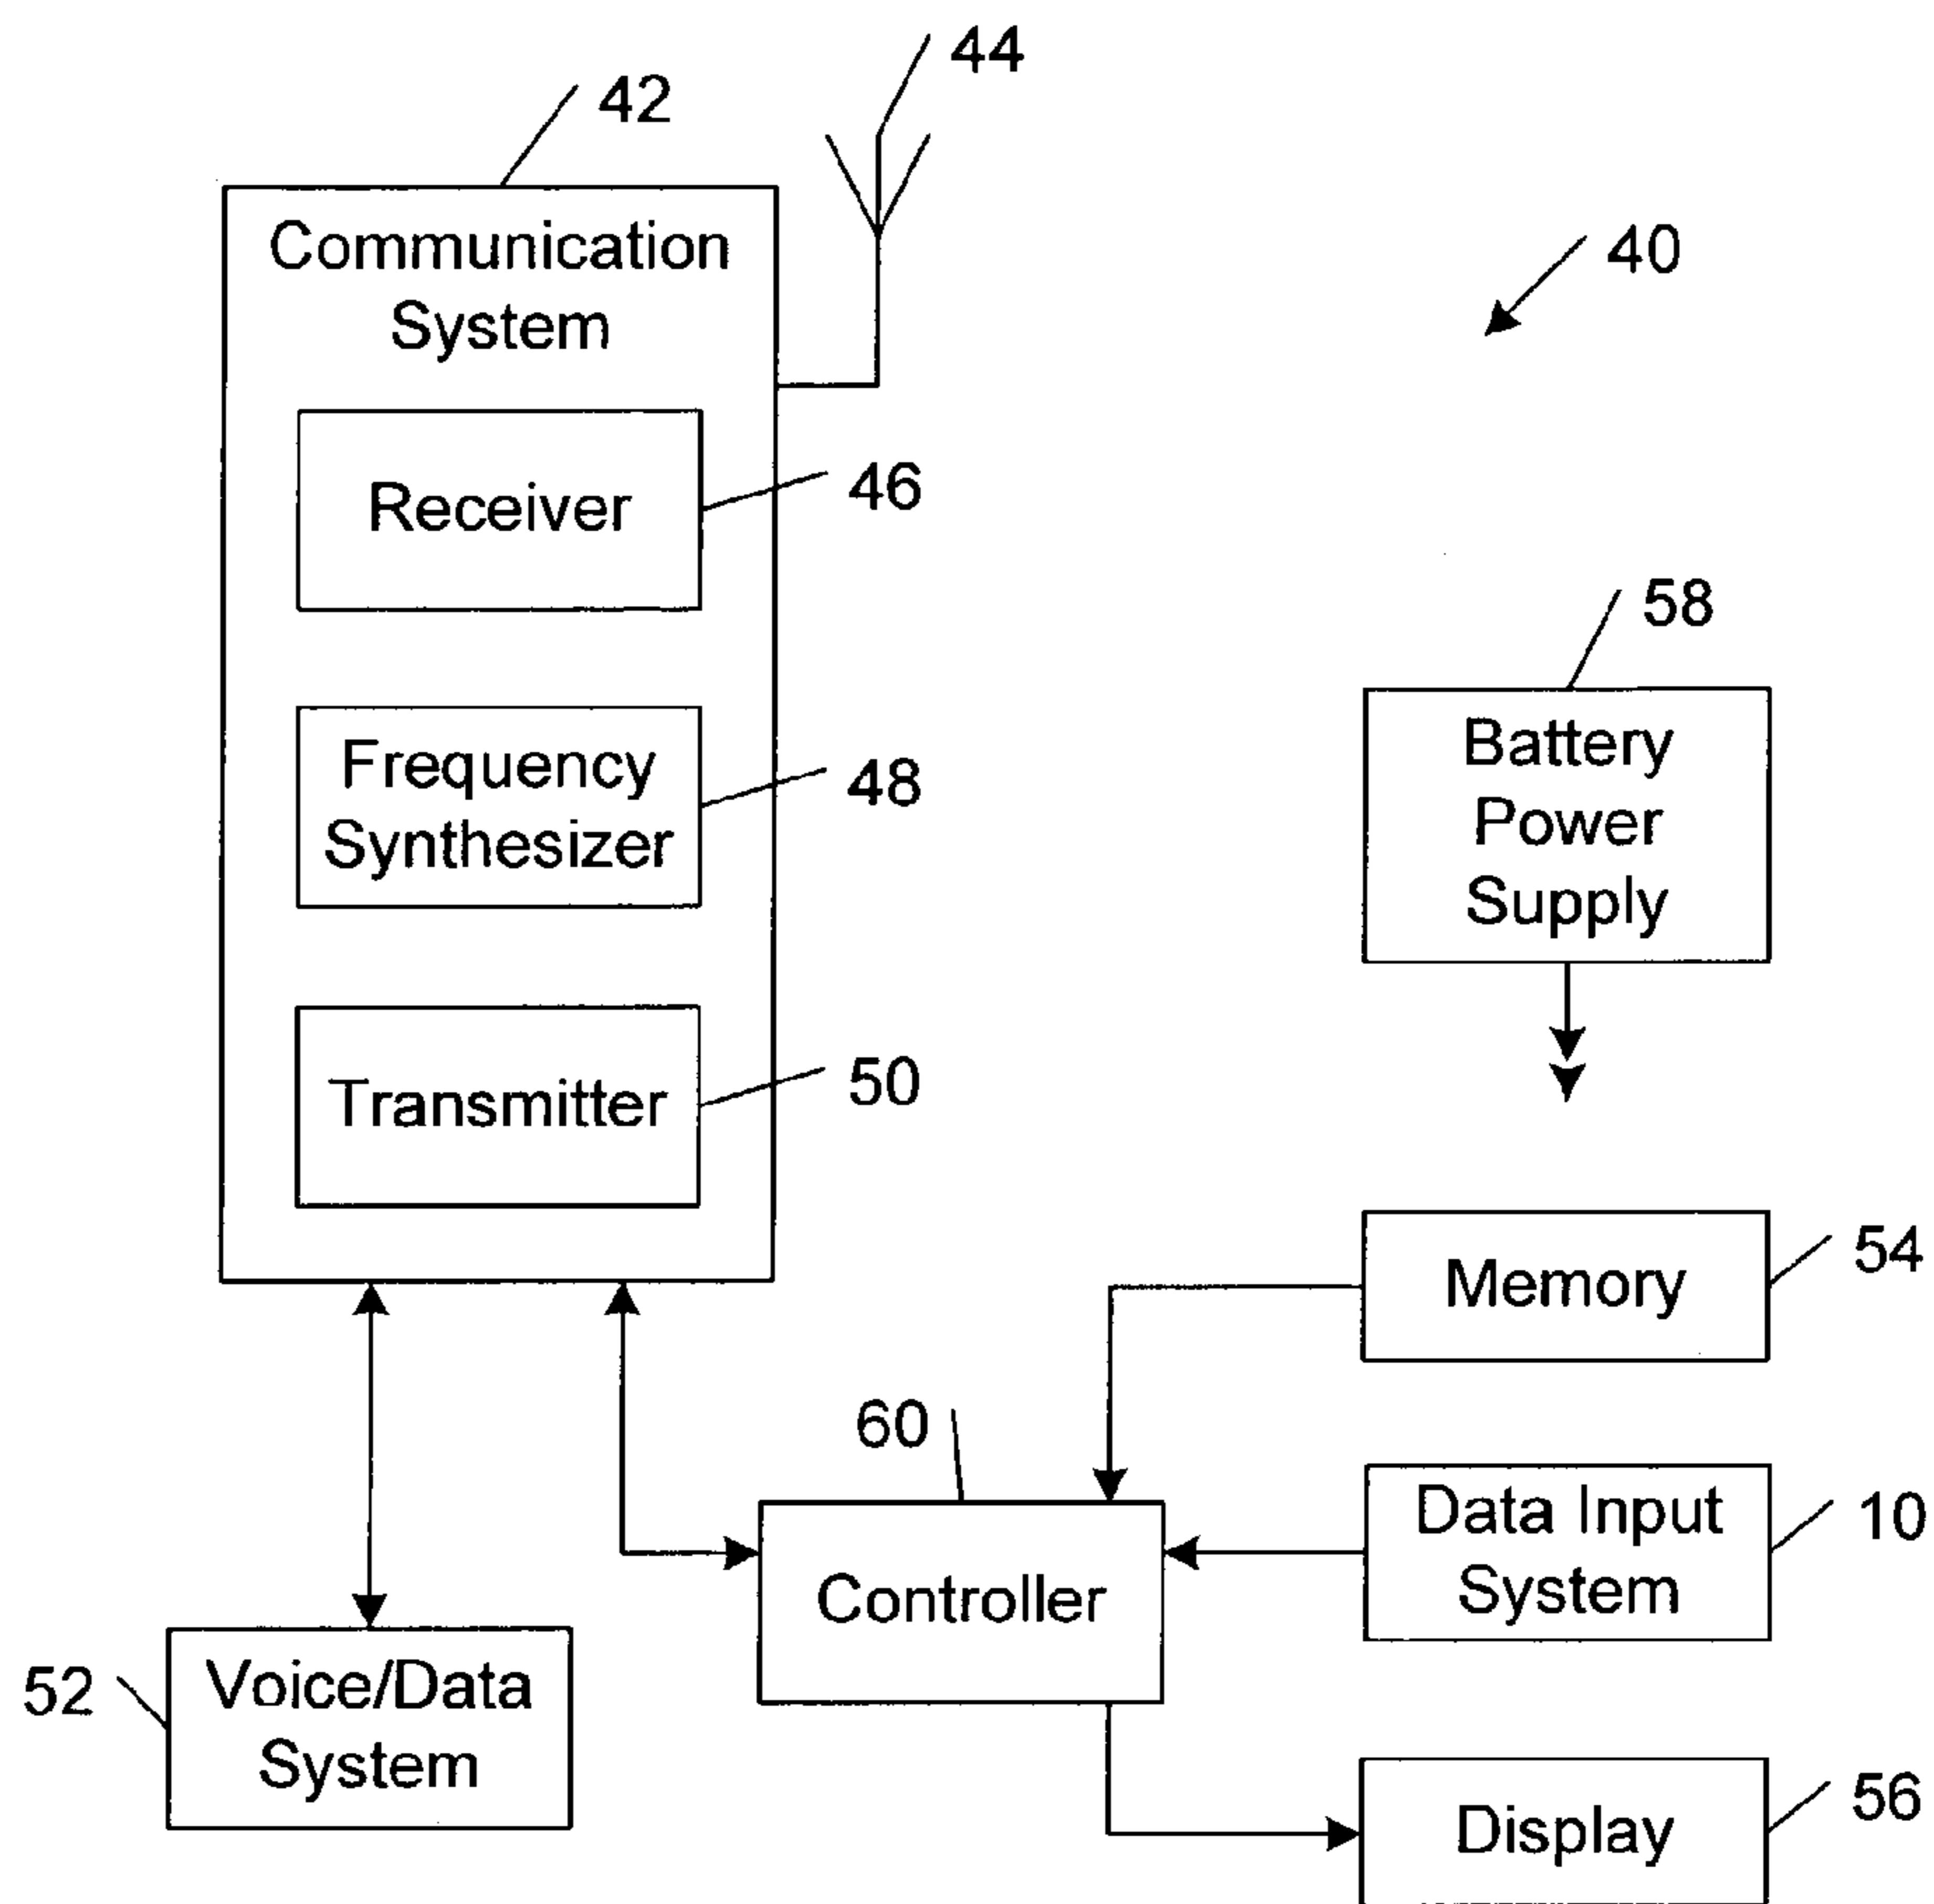 44
42
Communication
System
40
Receiver
46
58
Frequency
Synthesizer
48
Battery
Power
Supply
Transmitter
50
Memory
54
60
Data Input
System
10
Controller
52
Voice/Data
System
Display
56